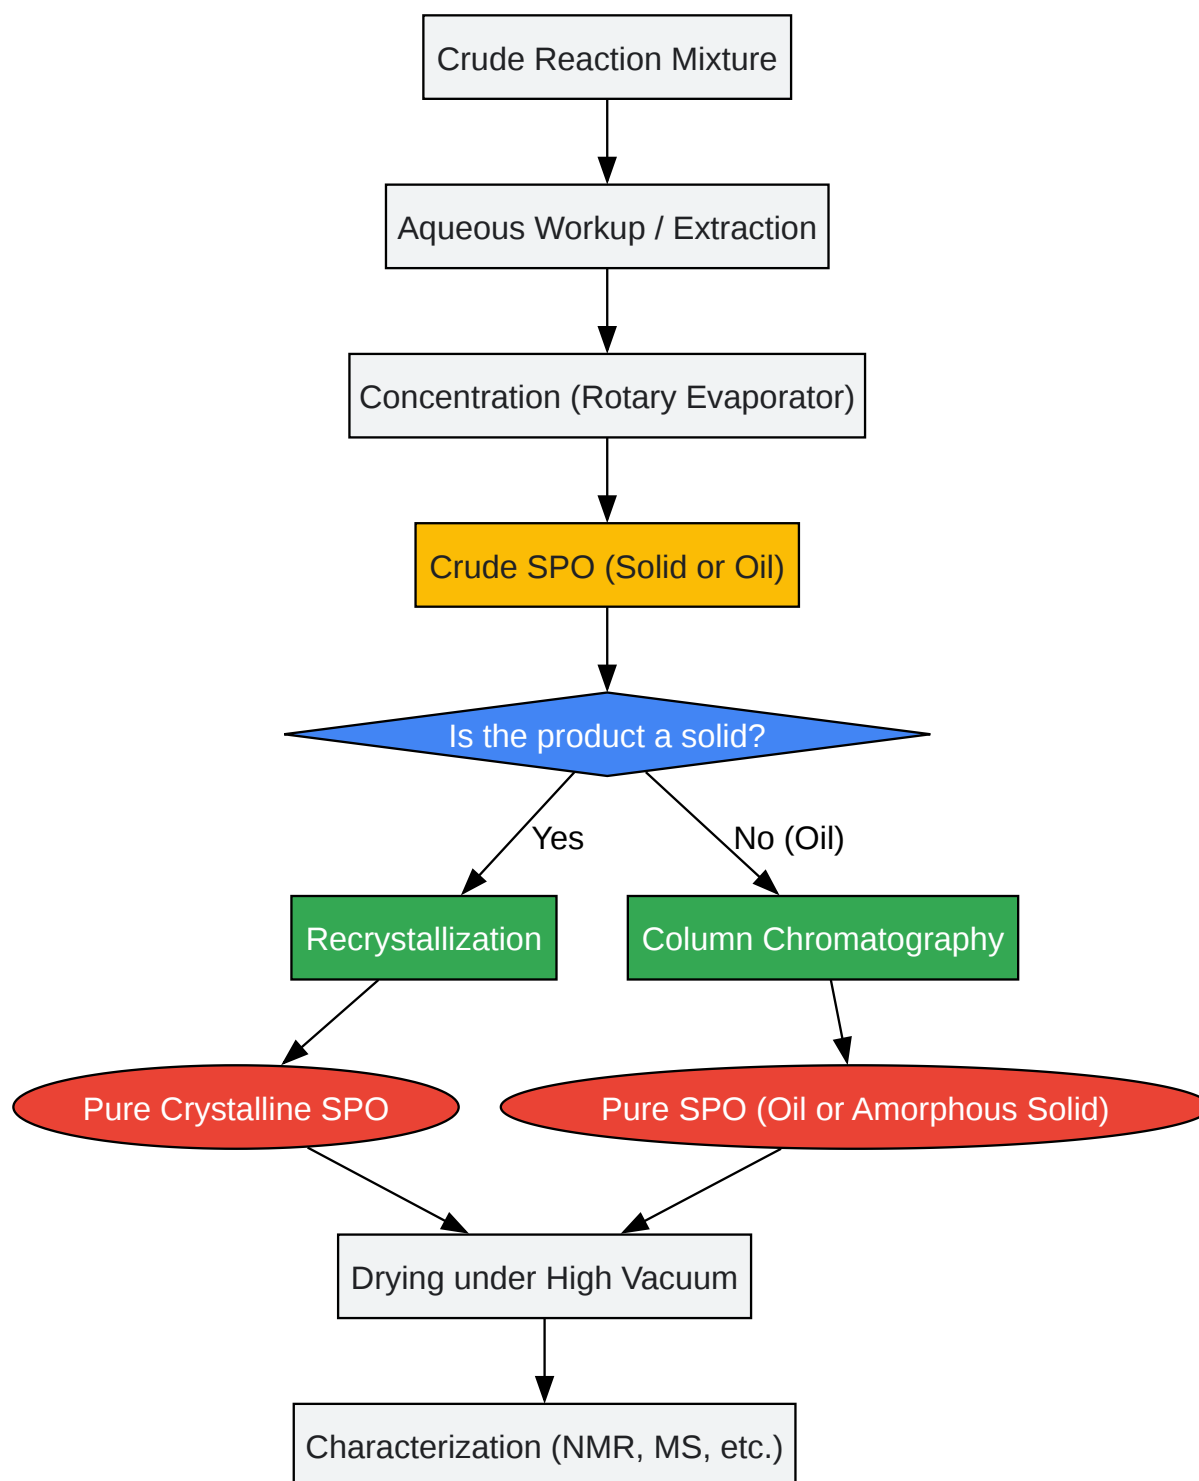 Crude Reaction Mixture
Aqueous Workup / Extraction
Concentration (Rotary Evaporator)
Crude SPO (Solid or Oil)
Is the product a solid?
Yes
No (Oil)
Recrystallization
Column Chromatography
Pure Crystalline SPO
Pure SPO (Oil or Amorphous Solid)
Drying under High Vacuum
Characterization (NMR, MS, etc.)